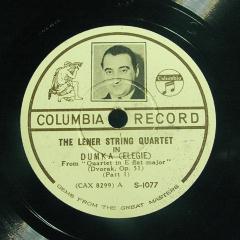 Columbia
COLUMBIA RECORD
THE LENER STRING QUARTET
IN
DUMKA (ELEGIE)
From "Quartet in E flat major"
(Dvorak, Op. 51)
(Part 1)
(CAX 8299) A S-1077
GEMS FROM THE GREAT MASTERS